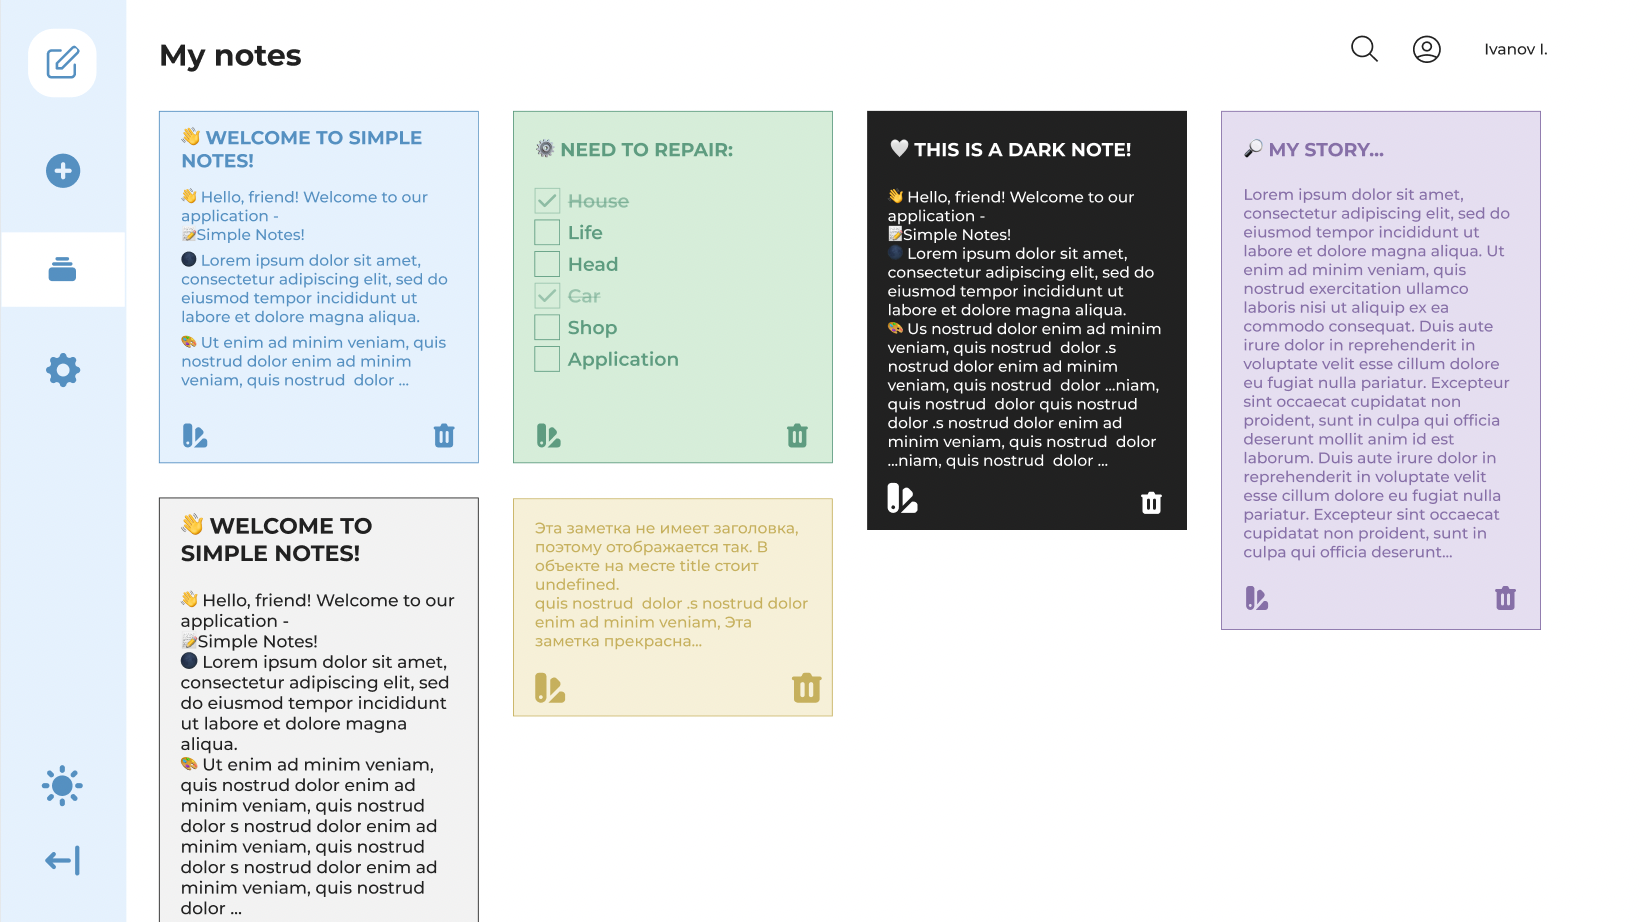 My notes
Ivanov I.
👋 WELCOME TO SIMPLE
NOTES!
👋 Hello, friend! Welcome to our
application -
📝Simple Notes!
🌑 Lorem ipsum dolor sit amet,
consectetur adipiscing elit, sed do
eiusmod tempor incididunt ut
labore et dolore magna aliqua.
🎨 Ut enim ad minim veniam, quis
nostrud dolor enim ad minim
veniam, quis nostrud  dolor ...
⚙️ NEED TO REPAIR:
House
Life
Head
Car
Shop
Application
🤍 THIS IS A DARK NOTE!
👋 Hello, friend! Welcome to our
application -
📝Simple Notes!
🌑 Lorem ipsum dolor sit amet,
consectetur adipiscing elit, sed do
eiusmod tempor incididunt ut
labore et dolore magna aliqua.
🎨 Us nostrud dolor enim ad minim
veniam, quis nostrud  dolor .s
nostrud dolor enim ad minim
veniam, quis nostrud  dolor ...niam,
quis nostrud  dolor quis nostrud
dolor .s nostrud dolor enim ad
minim veniam, quis nostrud  dolor
...niam, quis nostrud  dolor ...
🔎 MY STORY...
Lorem ipsum dolor sit amet,
consectetur adipiscing elit, sed do
eiusmod tempor incididunt ut
labore et dolore magna aliqua. Ut
enim ad minim veniam, quis
nostrud exercitation ullamco
laboris nisi ut aliquip ex ea
commodo consequat. Duis aute
irure dolor in reprehenderit in
voluptate velit esse cillum dolore
eu fugiat nulla pariatur. Excepteur
sint occaecat cupidatat non
proident, sunt in culpa qui officia
deserunt mollit anim id est
laborum. Duis aute irure dolor in
reprehenderit in voluptate velit
esse cillum dolore eu fugiat nulla
pariatur. Excepteur sint occaecat
cupidatat non proident, sunt in
culpa qui officia deserunt...
👋 WELCOME TO
SIMPLE NOTES!
👋 Hello, friend! Welcome to our
application -
📝Simple Notes!
🌑 Lorem ipsum dolor sit amet,
consectetur adipiscing elit, sed
do eiusmod tempor incididunt
ut labore et dolore magna
aliqua.
🎨 Ut enim ad minim veniam,
quis nostrud dolor enim ad
minim veniam, quis nostrud
dolor s nostrud dolor enim ad
minim veniam, quis nostrud
dolor s nostrud dolor enim ad
minim veniam, quis nostrud
dolor ...
Эта заметка не имеет заголовка,
поэтому отображается так. В
объекте на месте title стоит
undefined.
quis nostrud  dolor .s nostrud dolor
enim ad minim veniam, Эта
заметка прекрасна...